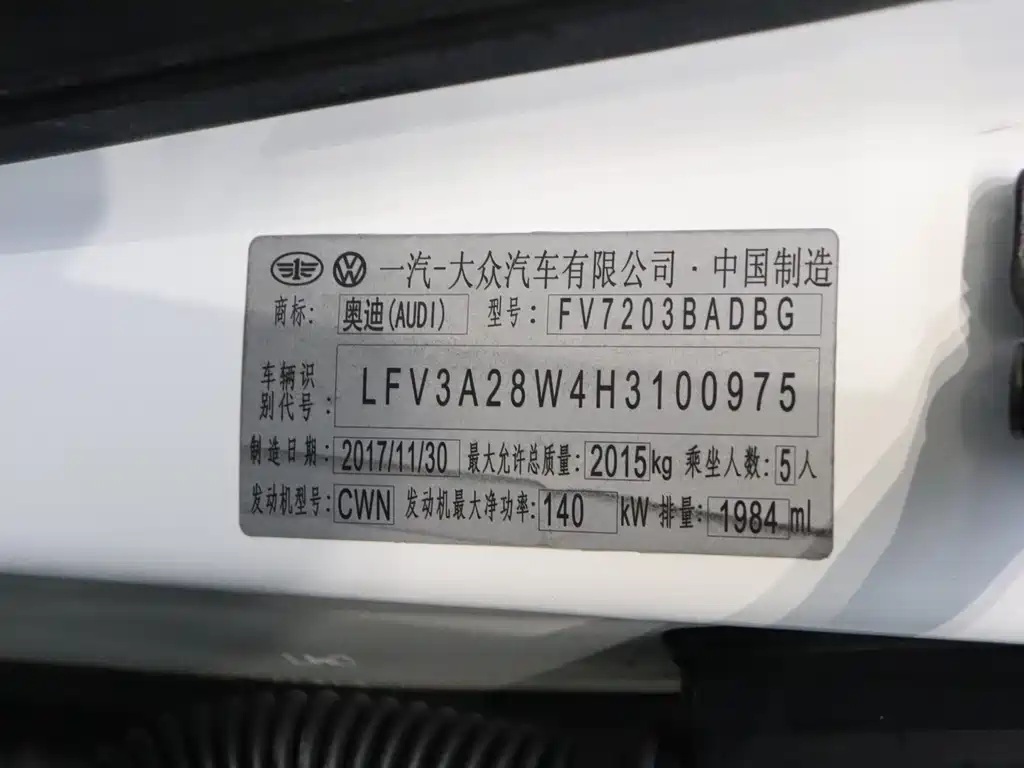 一汽-大众汽车有限公司·中国制造
商标: 奥迪(AUDI) 型号: FV7203BADBG
车辆识别代号: LFV3A28W4H3100975
制造日期: 2017/11/30 最大允许总质量: 2015kg 乘坐人数: 5人
发动机型号: CWN 发动机最大净功率: 140 kW 排量: 1984 ml